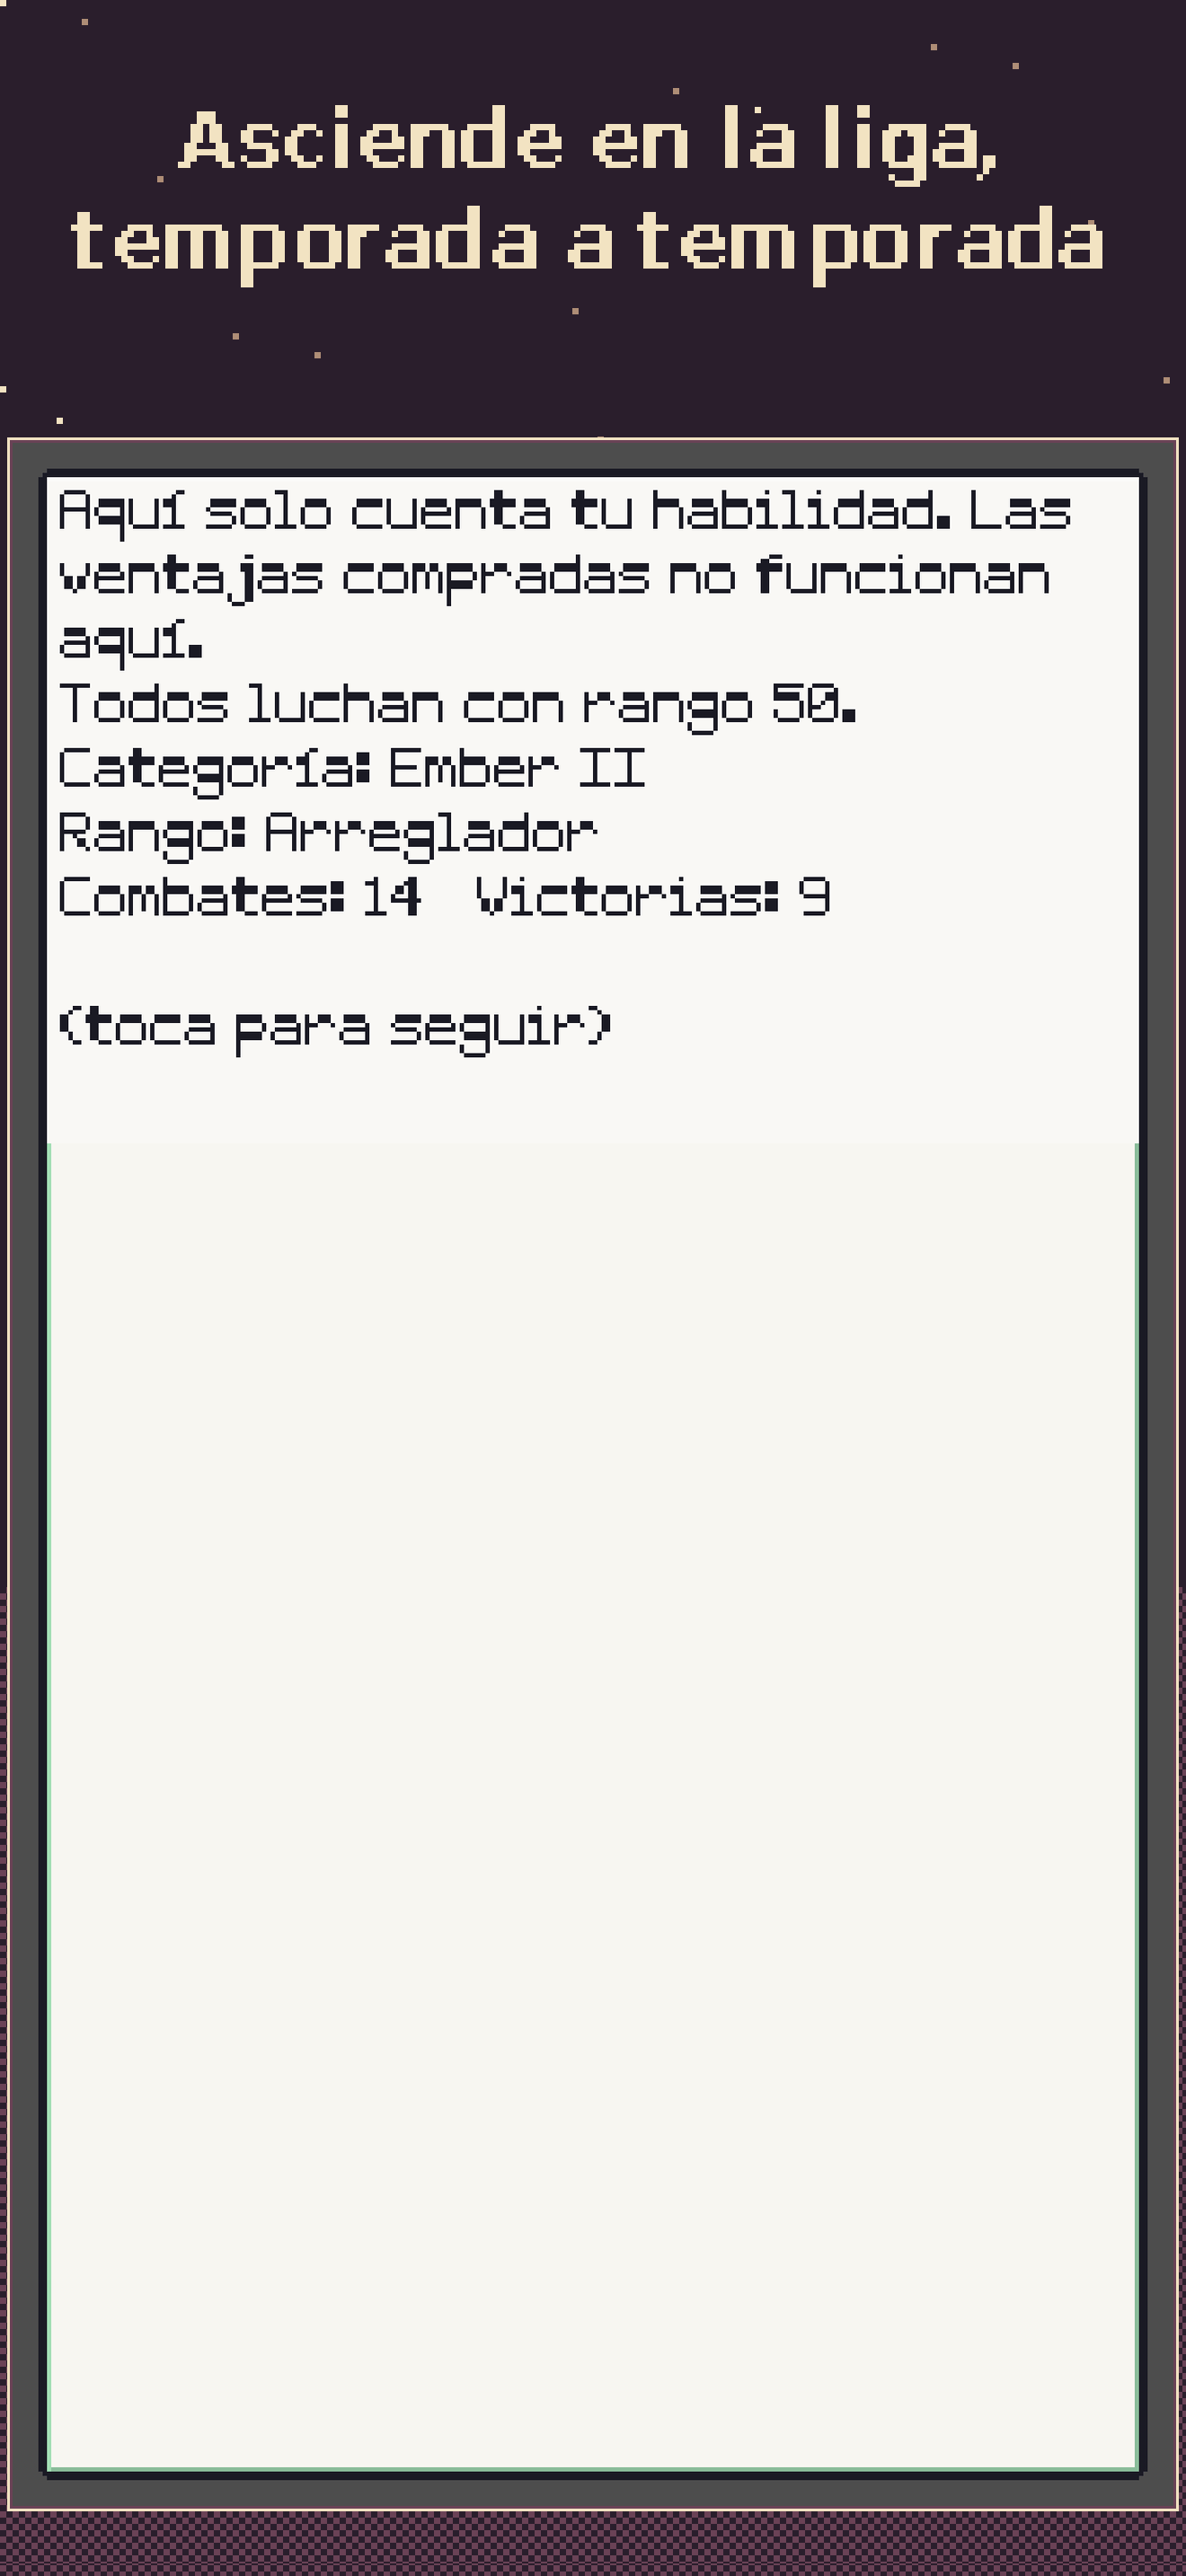 Asciende en la liga,
temporada a temporada
Aquí solo cuenta tu habilidad. Las
ventajas compradas no funcionan
aquí.
Todos luchan con rango 50.
Categoría: Ember II
Rango: Arreglador
Combates: 14   Victorias: 9
(toca para seguir)